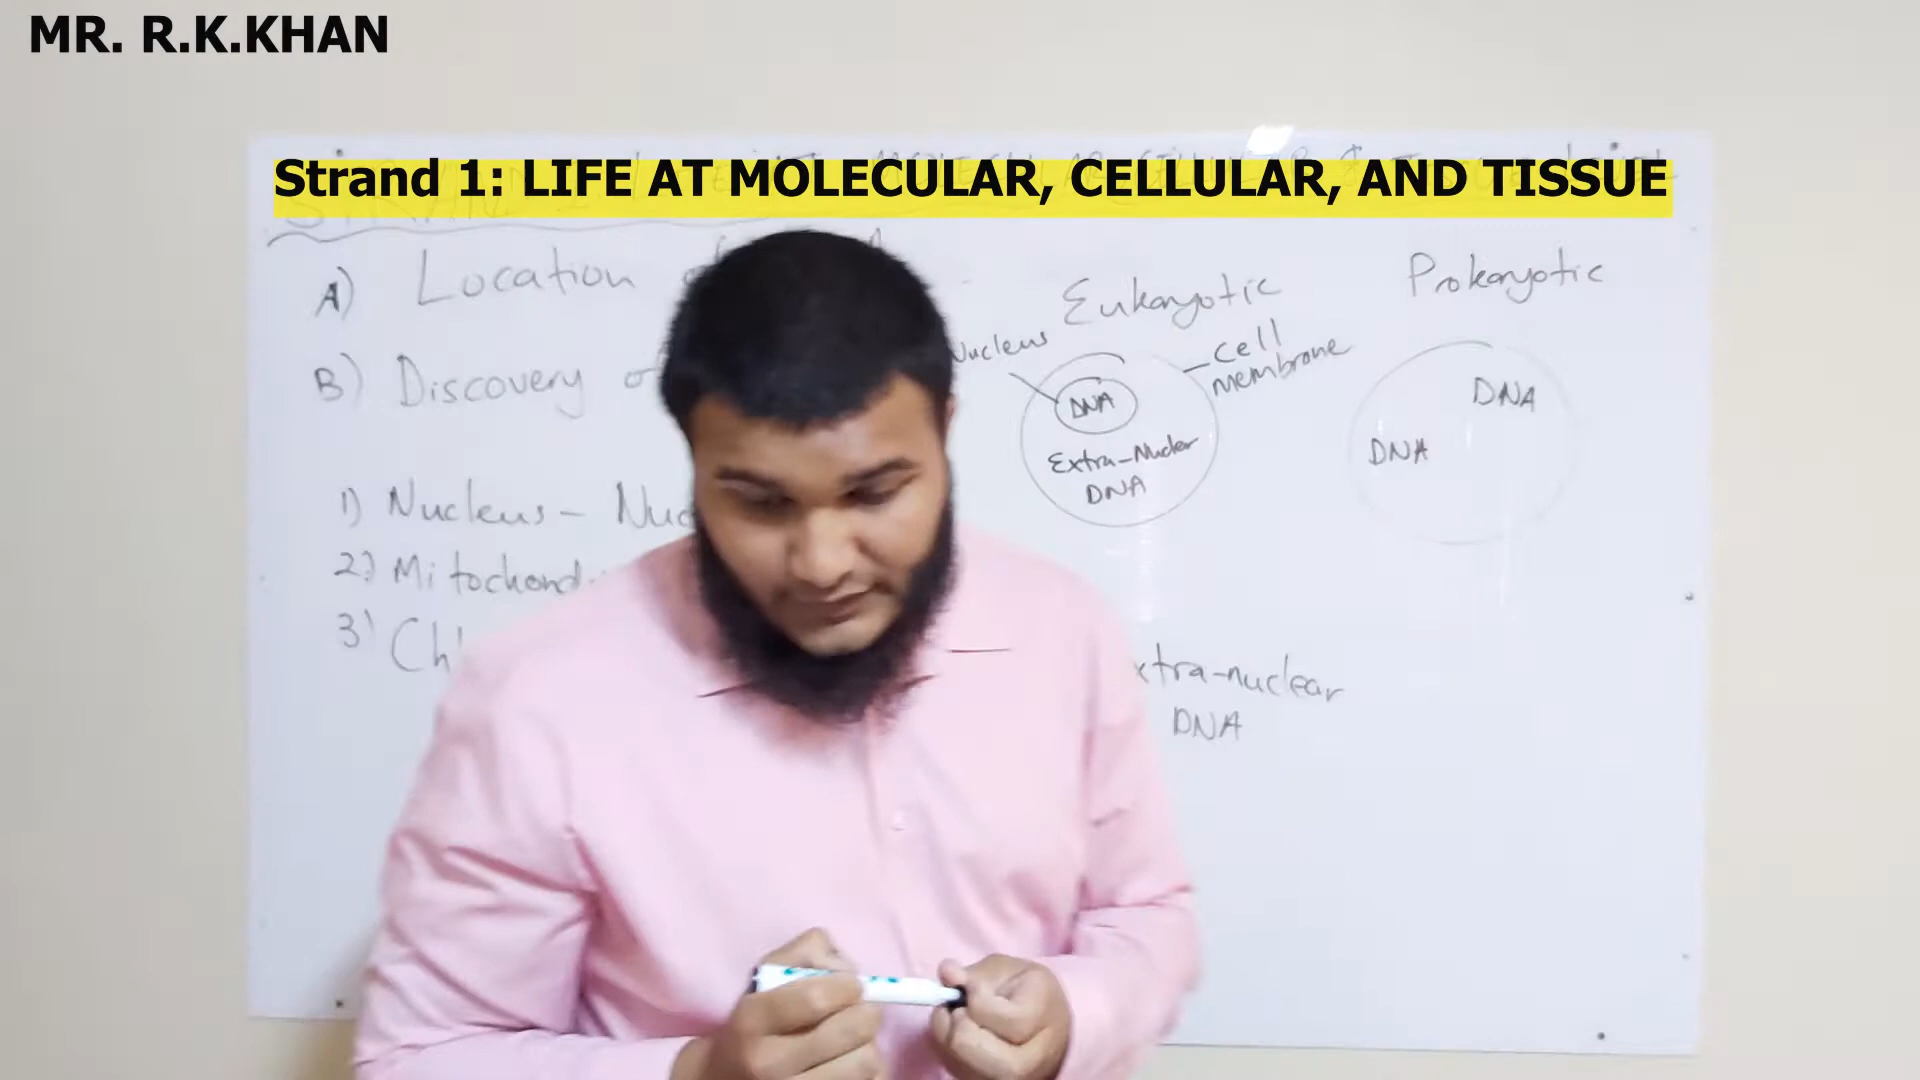 MR. R.K.KHAN
Strand 1: LIFE AT MOLECULAR, CELLULAR, AND TISSUE
A) Location
B) Discovery of
1) Nucleus -
2) Mitochond
3)
Eukaryotic
Nucleus
Cell
membrane
DNA
Extra-Nuclear
DNA
Prokaryotic
DNA
DNA
xtra-nuclear
DNA